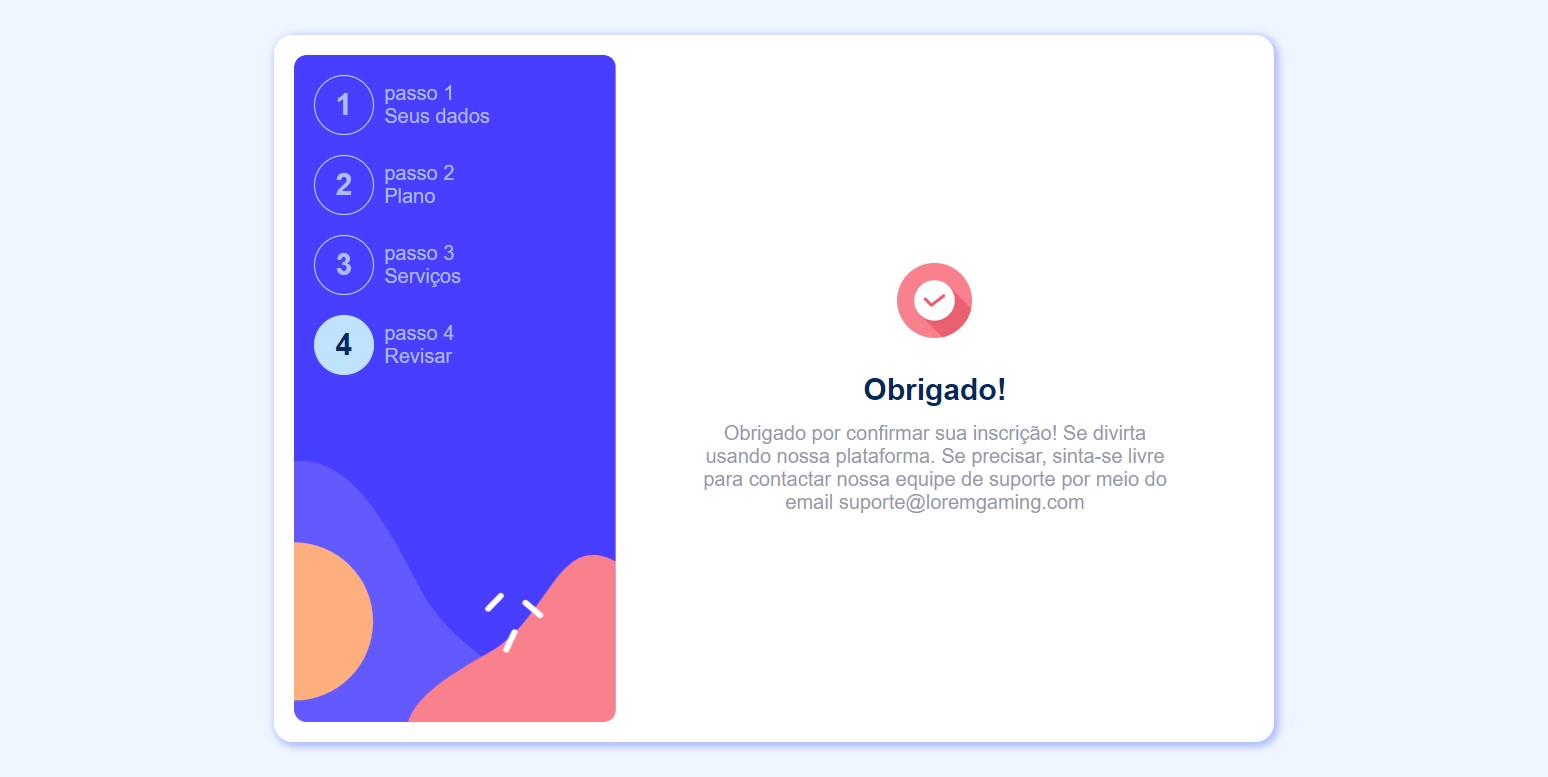 1
passo 1
Seus dados
2
passo 2
Plano
3
passo 3
Serviços
4
passo 4
Revisar
Obrigado!
Obrigado por confirmar sua inscrição! Se divirta
usando nossa plataforma. Se precisar, sinta-se livre
para contactar nossa equipe de suporte por meio do
email suporte@loremgaming.com